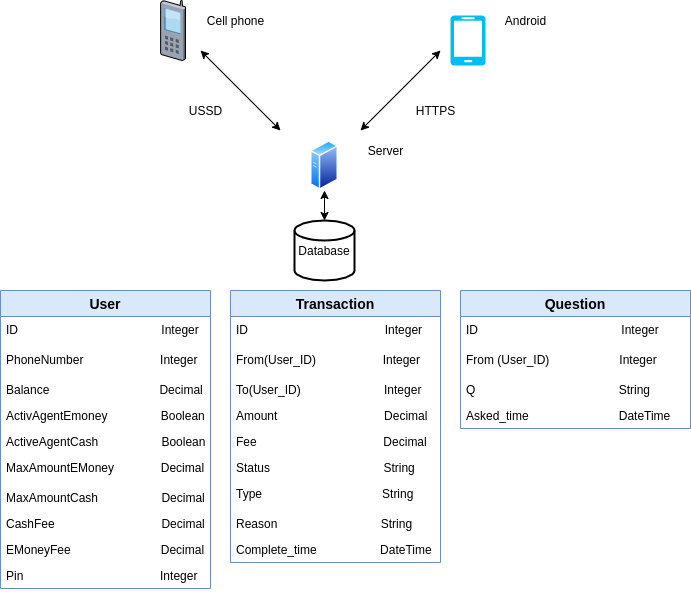 Cell phone
Android
USSD
HTTPS
Server
Database
User
ID Integer
PhoneNumber Integer
Balance Decimal
ActivAgentEmoney Boolean
ActiveAgentCash Boolean
MaxAmountEMoney Decimal
MaxAmountCash Decimal
CashFee Decimal
EMoneyFee Decimal
Pin Integer
Transaction
ID Integer
From(User_ID) Integer
To(User_ID) Integer
Amount Decimal
Fee Decimal
Status String
Type String
Reason String
Complete_time DateTime
Question
ID Integer
From (User_ID) Integer
Q String
Asked_time DateTime